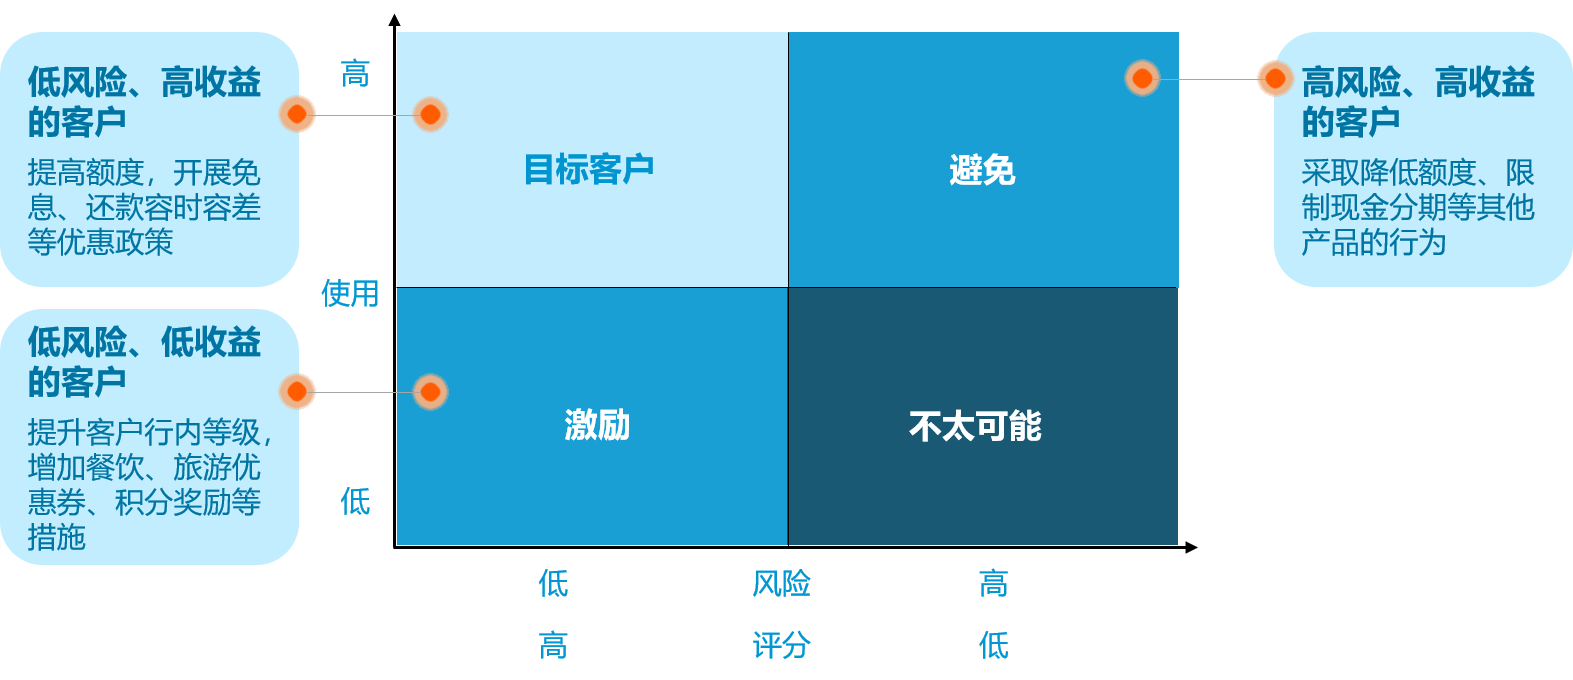 低风险、高收益
的客户
提高额度，开展免
息、还款容时容差
等优惠政策
低风险、低收益
的客户
提升客户行内等级，
增加餐饮、旅游优
惠券、积分奖励等
措施
高
使用
低
目标客户
避免
激励
不太可能
低 风险 高
高 评分 低
高风险、高收益
的客户
采取降低额度、限
制现金分期等其他
产品的行为